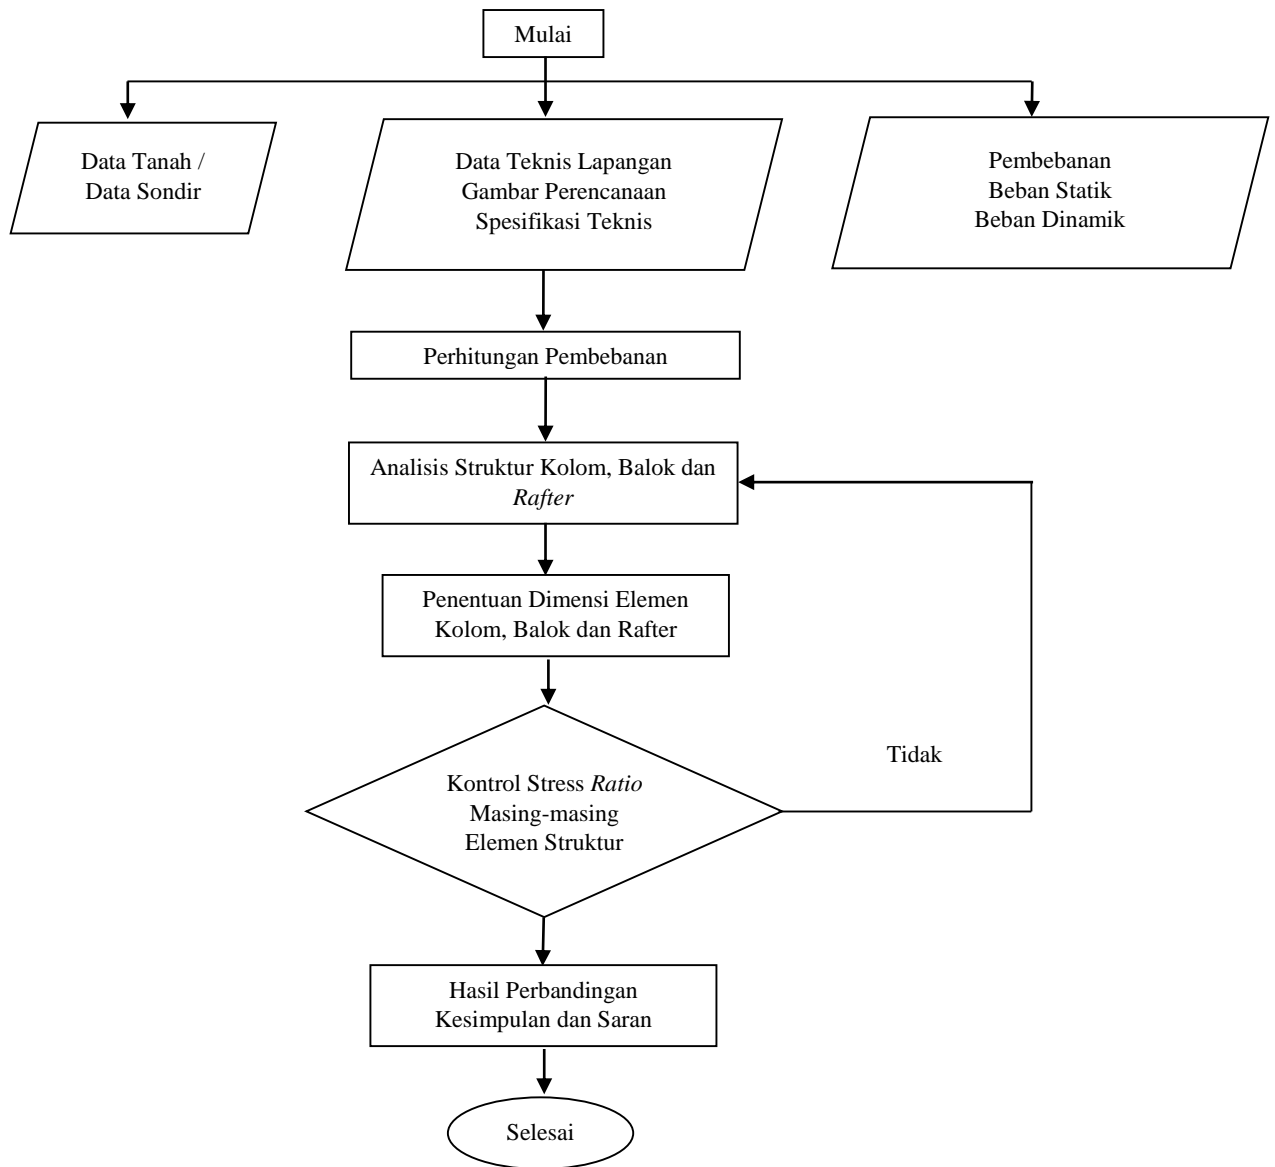 Mulai
Data Tanah /
Data Sondir
Data Teknis Lapangan
Gambar Perencanaan
Spesifikasi Teknis
Pembebanan
Beban Statik
Beban Dinamik
Perhitungan Pembebanan
Analisis Struktur Kolom, Balok dan
Rafter
Penentuan Dimensi Elemen
Kolom, Balok dan Rafter
Tidak
Kontrol Stress Ratio
Masing-masing
Elemen Struktur
Hasil Perbandingan
Kesimpulan dan Saran
Selesai